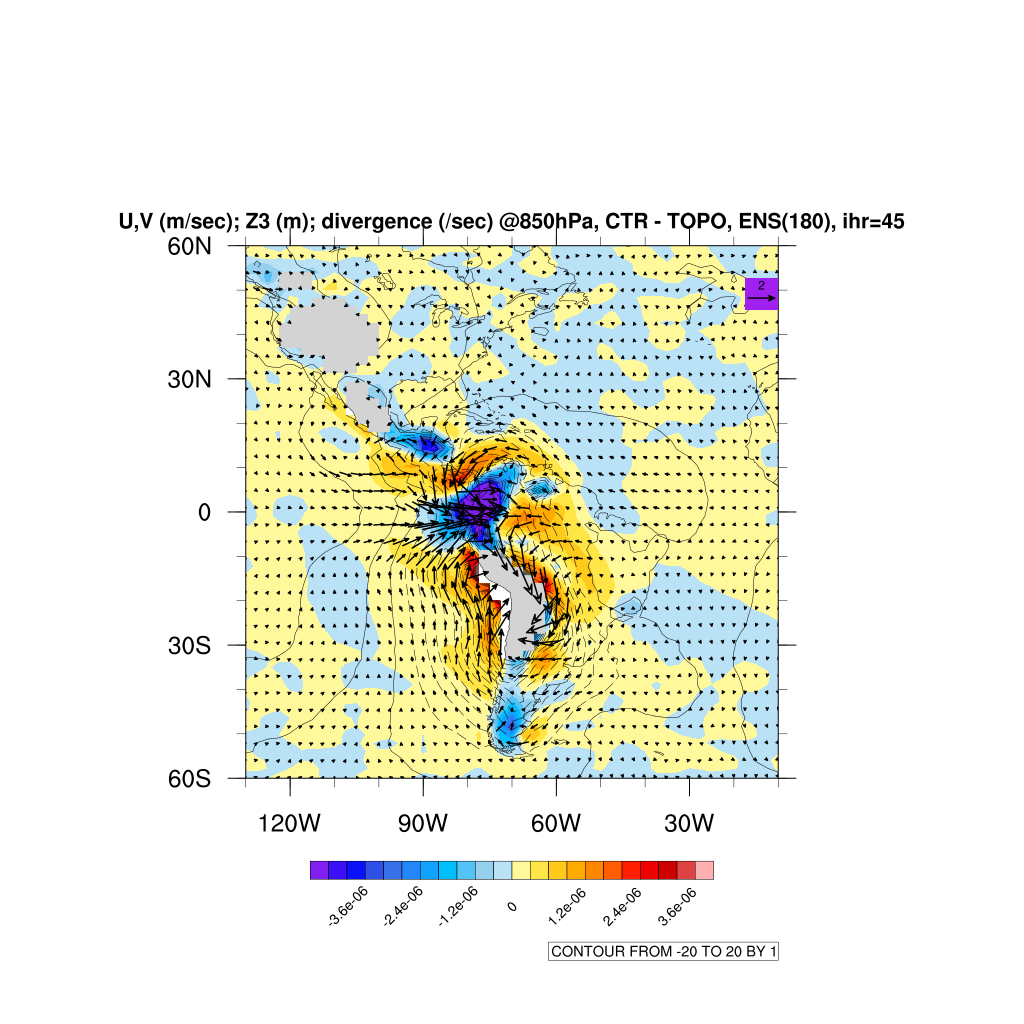 U,V (m/sec); Z3 (m); divergence (/sec) @850hPa, CTR - TOPO, ENS(180), ihr=45
60N
2
30N
0
30S
60S
120W 90W 60W 30W
-3.6e-06 -2.4e-06 -1.2e-06 0 1.2e-06 2.4e-06 3.6e-06
CONTOUR FROM -20 TO 20 BY 1